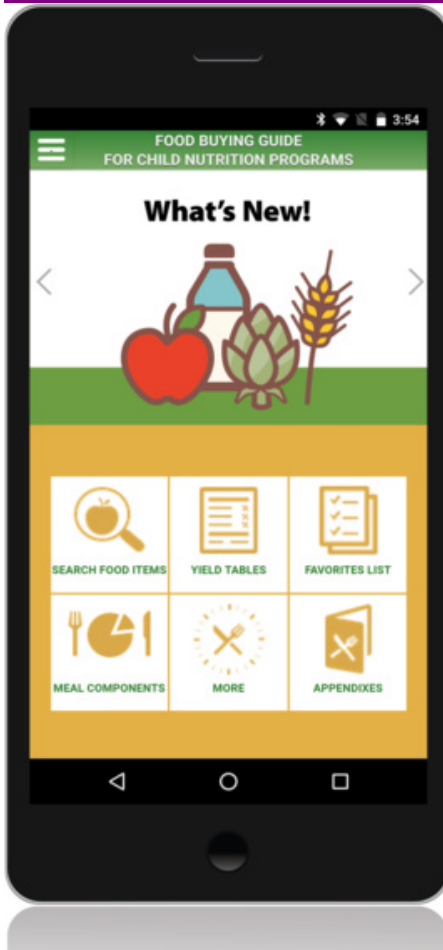 3:54
FOOD BUYING GUIDE
FOR CHILD NUTRITION PROGRAMS
What's New!
SEARCH FOOD ITEMS
YIELD TABLES
FAVORITES LIST
MEAL COMPONENTS
MORE
APPENDIXES